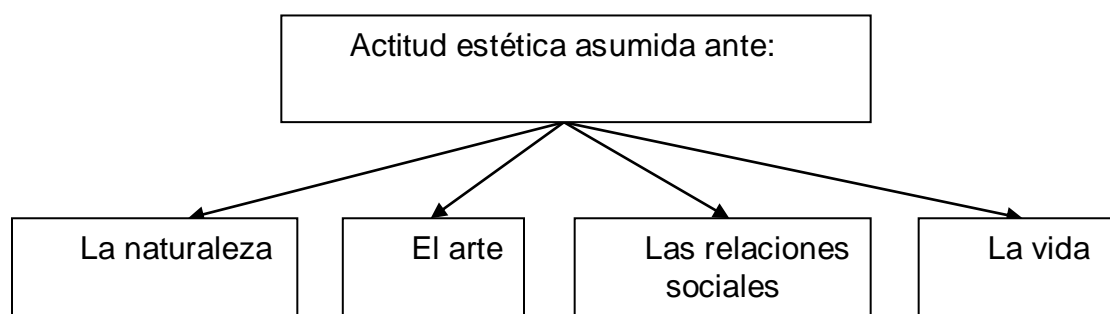 Actitud estética asumida ante:
La naturaleza
El arte
Las relaciones
sociales
La vida